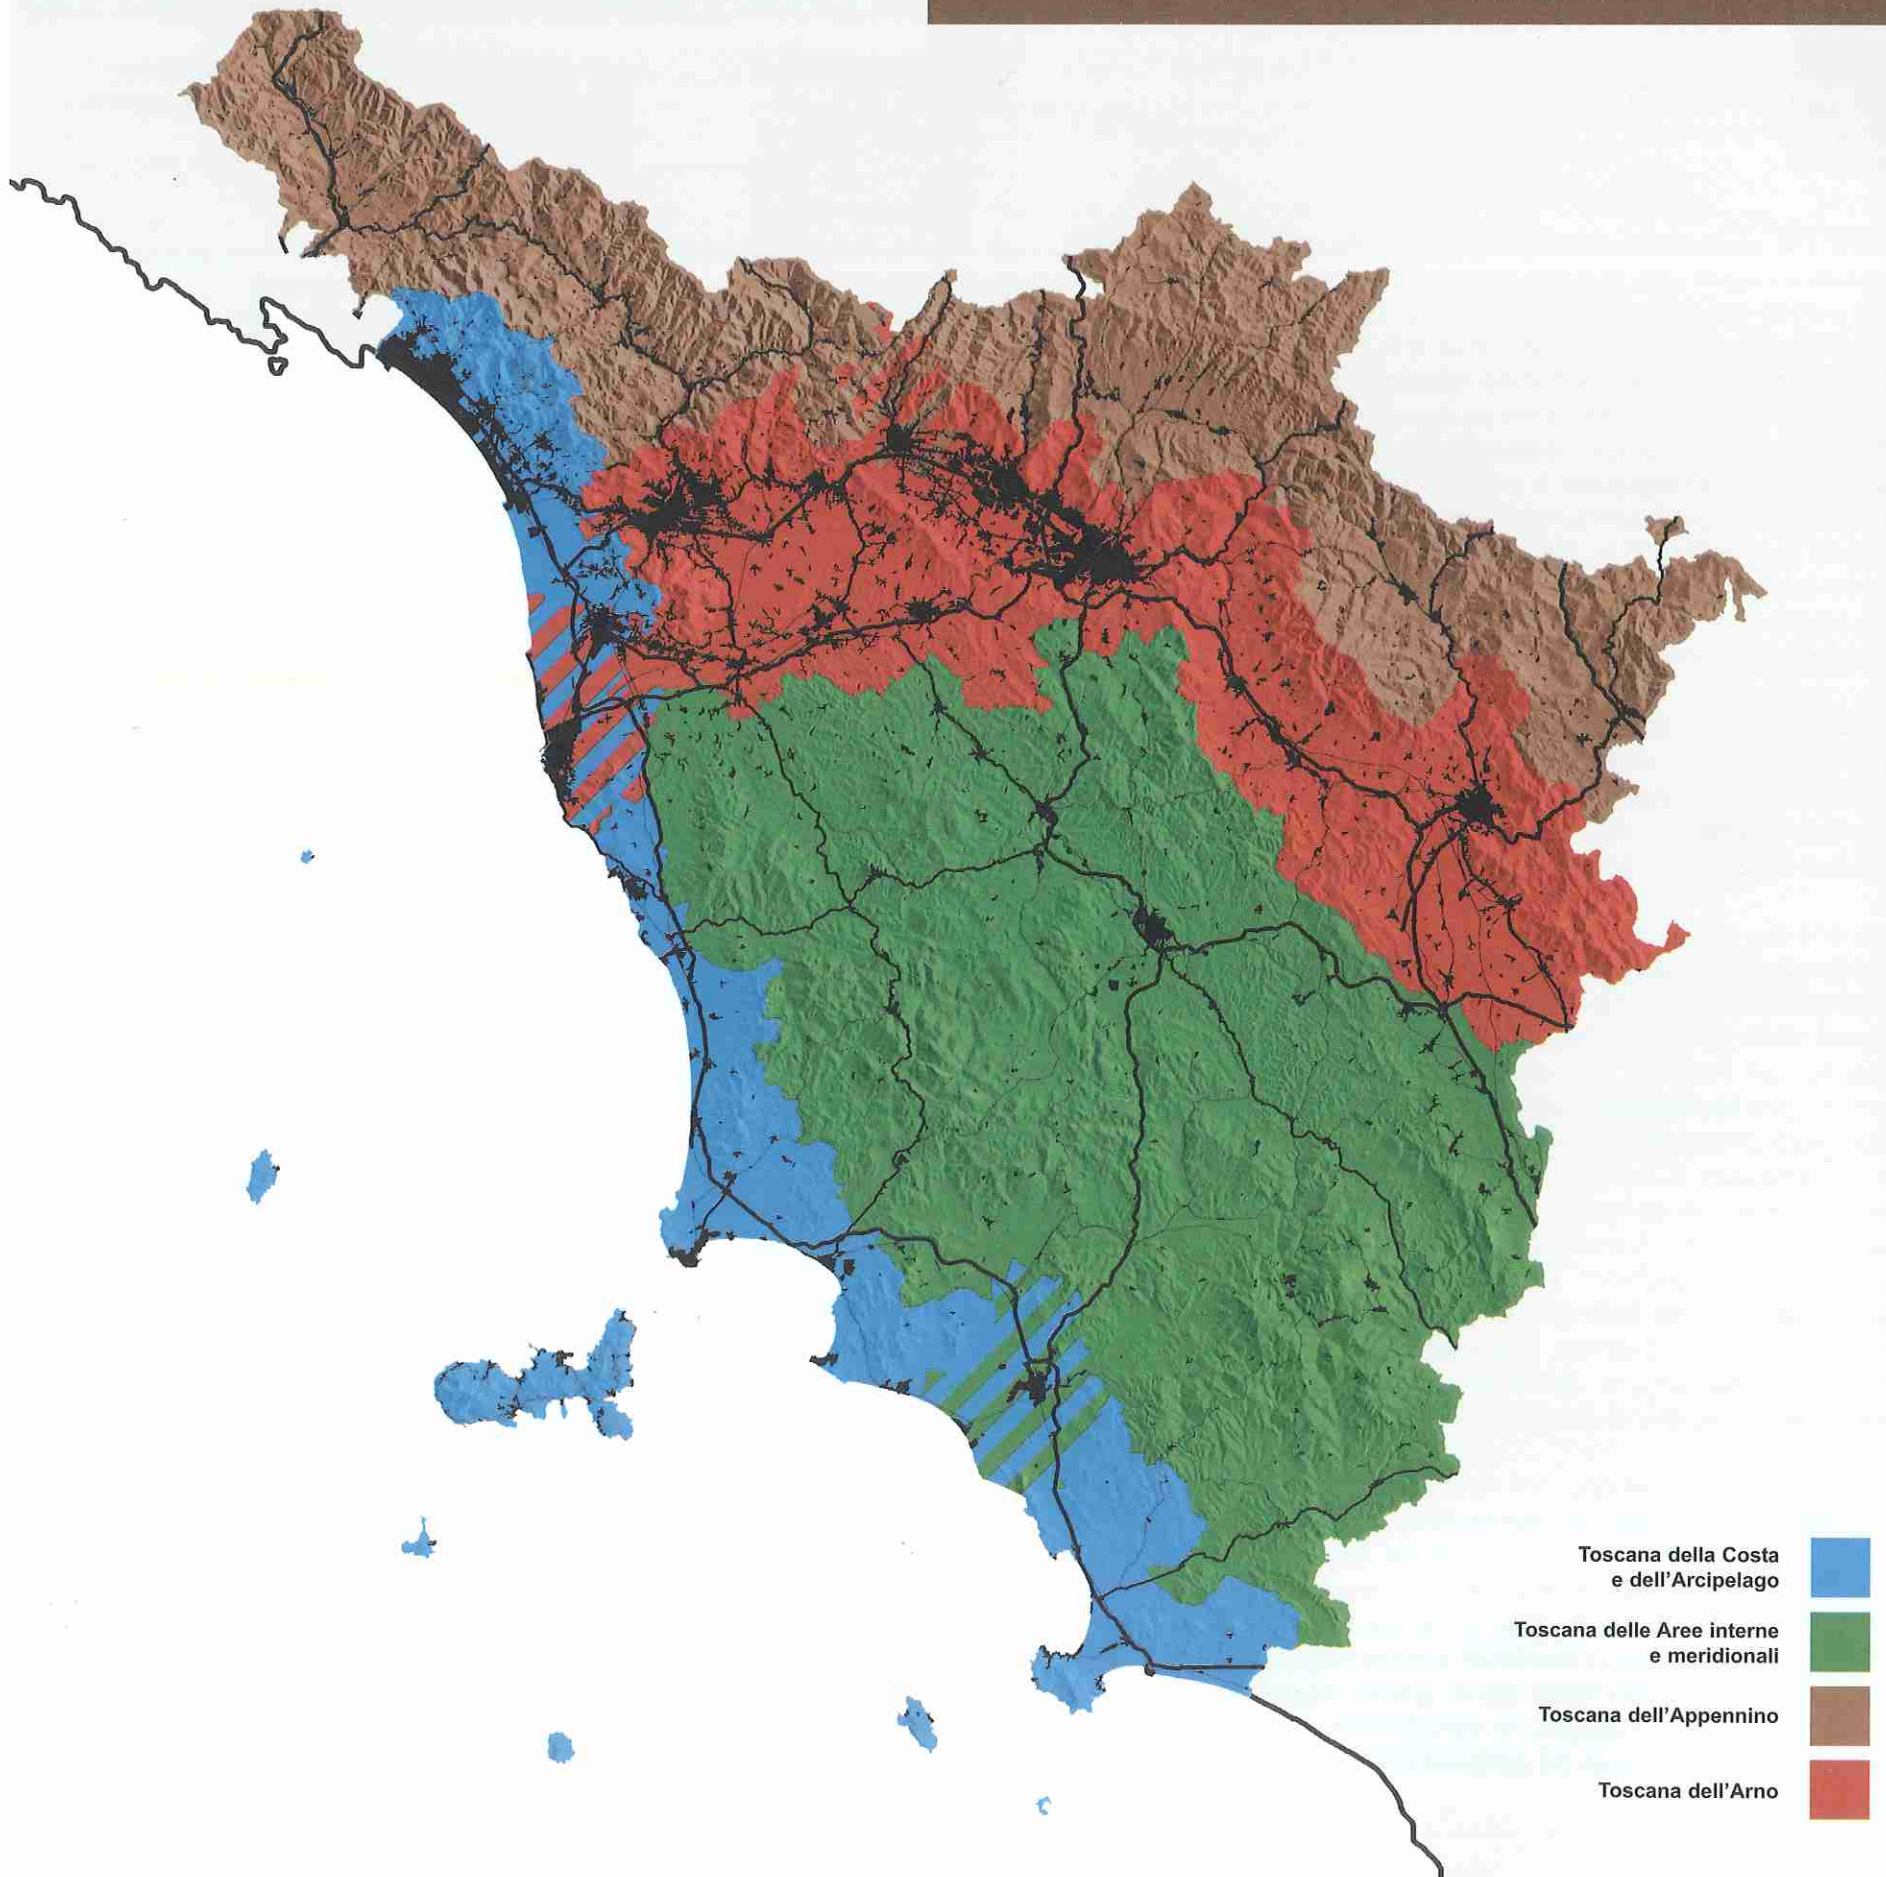 Toscana della Costa
e dell'Arcipelago
Toscana delle Aree interne
e meridionali
Toscana dell'Appennino
Toscana dell'Arno